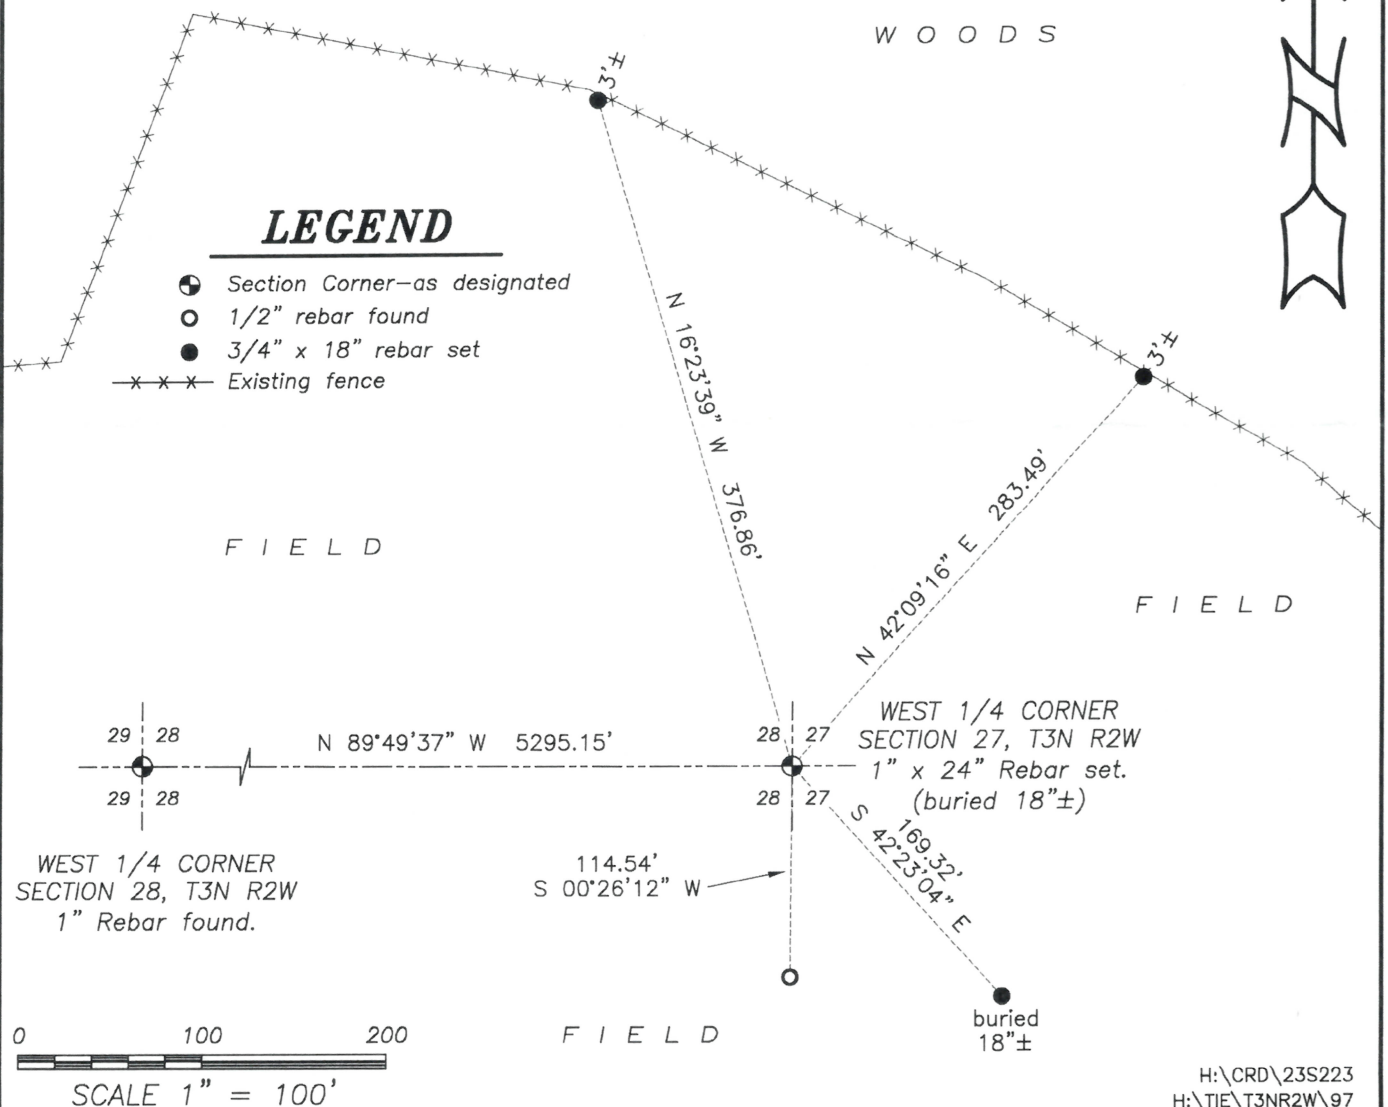 WOODS
3'±
LEGEND
Section Corner-as designated
1/2" rebar found
3/4" x 18" rebar set
Existing fence
3'±
N 16°23'39" W 376.86'
N 42°09'16" E 283.49'
FIELD
FIELD
29 28
N 89°49'37" W 5295.15'
28 27
WEST 1/4 CORNER
SECTION 27, T3N R2W
1" x 24" Rebar set.
(buried 18"±)
29 28
28 27
WEST 1/4 CORNER
SECTION 28, T3N R2W
1" Rebar found.
114.54'
S 00°26'12" W
169.32'
S 42°23'04" E
buried
18"±
FIELD
0 100 200
SCALE 1" = 100'
H:\CRD\23S223
H:\TIE\T3NR2W\97
N